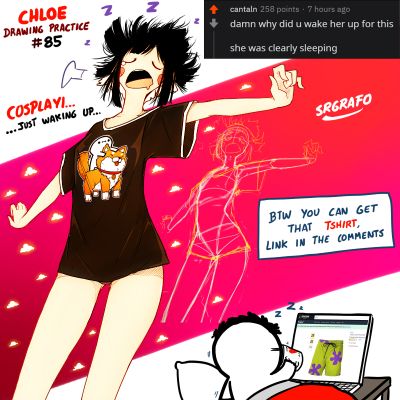 CHLOE
DRAWING PRACTICE
#85
cantaln 258 points · 7 hours ago
damn why did u wake her up for this
she was clearly sleeping
z
z
z
COSPLAYI...
...JUST WAKING UP...
SRGRAFO
BTW YOU CAN GET
THAT TSHIRT,
LINK IN THE COMMENTS
z
z
z